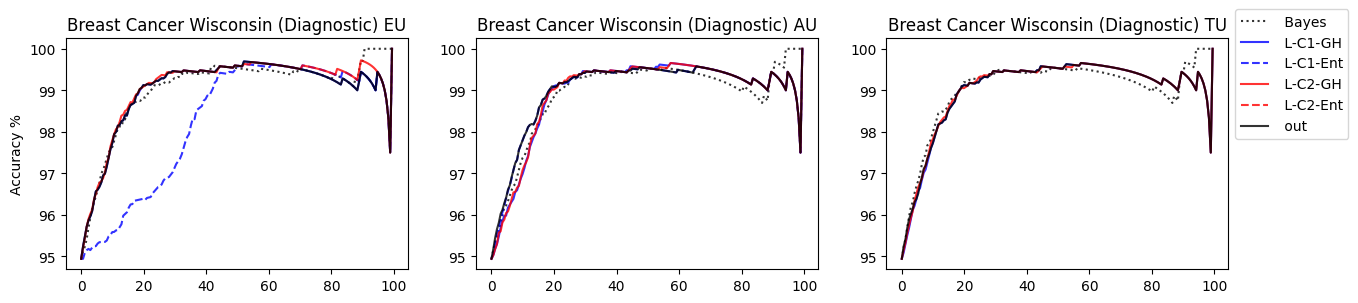 Breast Cancer Wisconsin (Diagnostic) EU
Breast Cancer Wisconsin (Diagnostic) AU
Breast Cancer Wisconsin (Diagnostic) TU
Accuracy %
100
99
98
97
96
95
0 20 40 60 80 100
100
99
98
97
96
95
0 20 40 60 80 100
100
99
98
97
96
95
0 20 40 60 80 100
Bayes
L-C1-GH
L-C1-Ent
L-C2-GH
L-C2-Ent
out